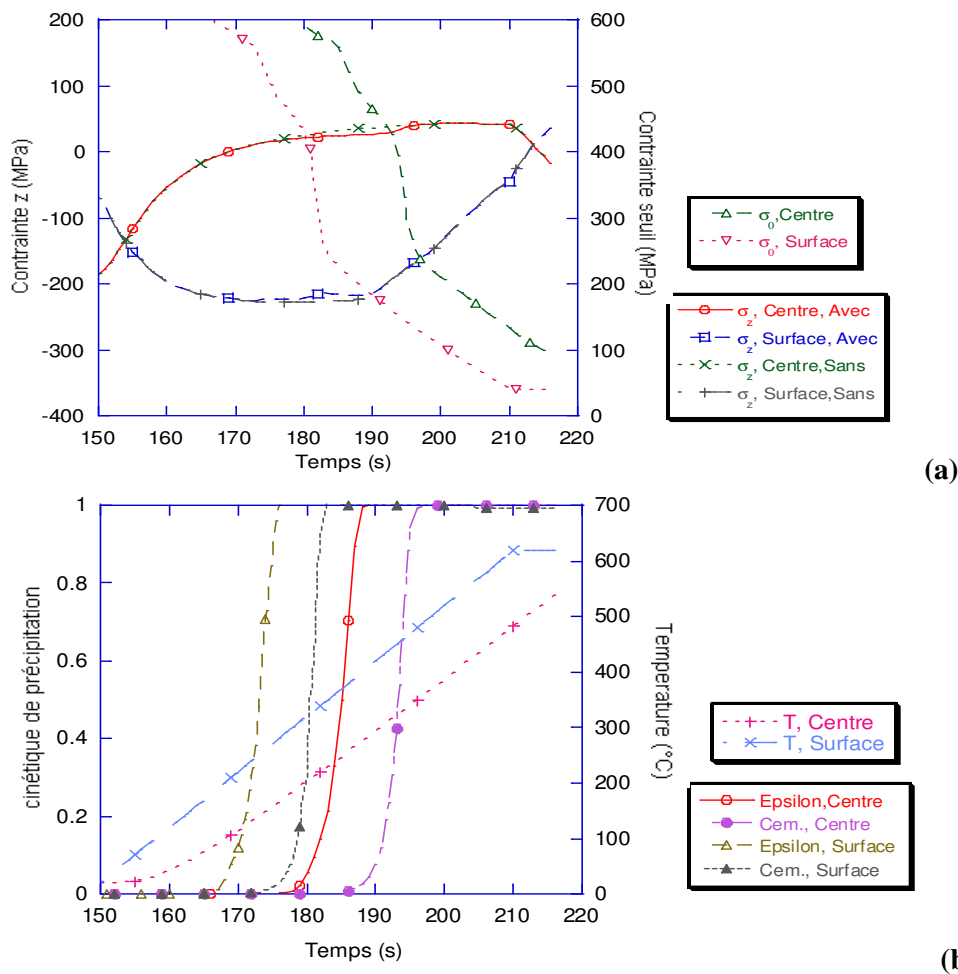 200
100
0
-100
-200
-300
-400
Contrainte z (MPa)
150 160 170 180 190 200 210 220
Temps (s)
600
500
400
300
200
100
0
Contrainte seuil (MPa)
σ0,Centre
σ0, Surface
σz, Centre, Avec
σz, Surface, Avec
σz, Centre,Sans
σz, Surface,Sans
(a)
1
0.8
0.6
0.4
0.2
0
cinétique de précipitation
150 160 170 180 190 200 210 220
Temps (s)
700
600
500
400
300
200
100
0
Temperature (°C)
T, Centre
T, Surface
Epsilon,Centre
Cem., Centre
Epsilon, Surface
Cem., Surface
(b